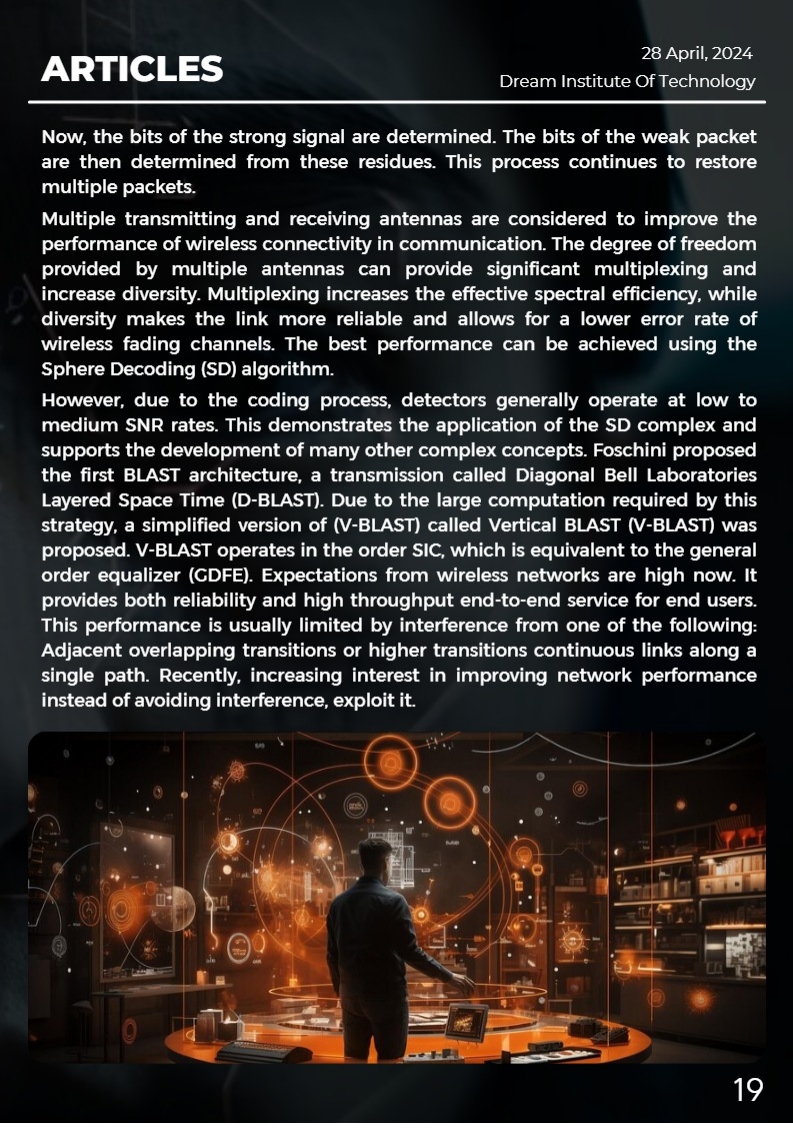 ARTICLES
28 April, 2024
Dream Institute Of Technology
Now, the bits of the strong signal are determined. The bits of the weak packet
are then determined from these residues. This process continues to restore
multiple packets.
Multiple transmitting and receiving antennas are considered to improve the
performance of wireless connectivity in communication. The degree of freedom
provided by multiple antennas can provide significant multiplexing and
increase diversity. Multiplexing increases the effective spectral efficiency, while
diversity makes the link more reliable and allows for a lower error rate of
wireless fading channels. The best performance can be achieved using the
Sphere Decoding (SD) algorithm.
However, due to the coding process, detectors generally operate at low to
medium SNR rates. This demonstrates the application of the SD complex and
supports the development of many other complex concepts. Foschini proposed
the first BLAST architecture, a transmission called Diagonal Bell Laboratories
Layered Space Time (D-BLAST). Due to the large computation required by this
strategy, a simplified version of (V-BLAST) called Vertical BLAST (V-BLAST) was
proposed. V-BLAST operates in the order SIC, which is equivalent to the general
order equalizer (GDFE). Expectations from wireless networks are high now. It
provides both reliability and high throughput end-to-end service for end users.
This performance is usually limited by interference from one of the following:
Adjacent overlapping transitions or higher transitions continuous links along a
single path. Recently, increasing interest in improving network performance
instead of avoiding interference, exploit it.
19